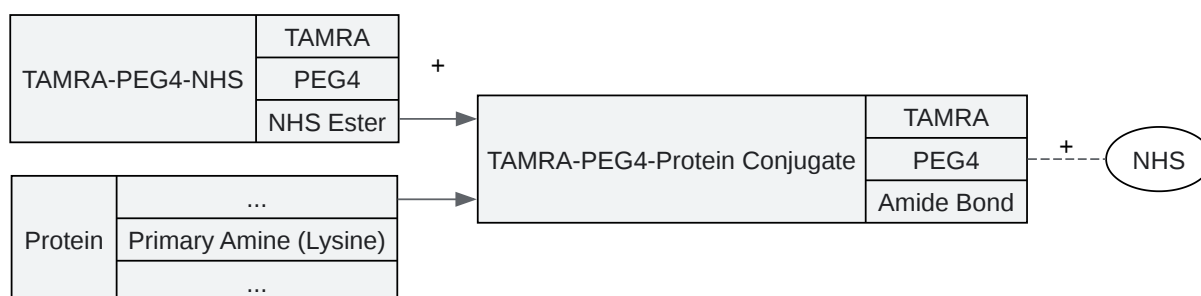 TAMRA-PEG4-NHS
TAMRA
PEG4
NHS Ester
+
Protein
...
Primary Amine (Lysine)
...
TAMRA-PEG4-Protein Conjugate
TAMRA
PEG4
Amide Bond
+
NHS